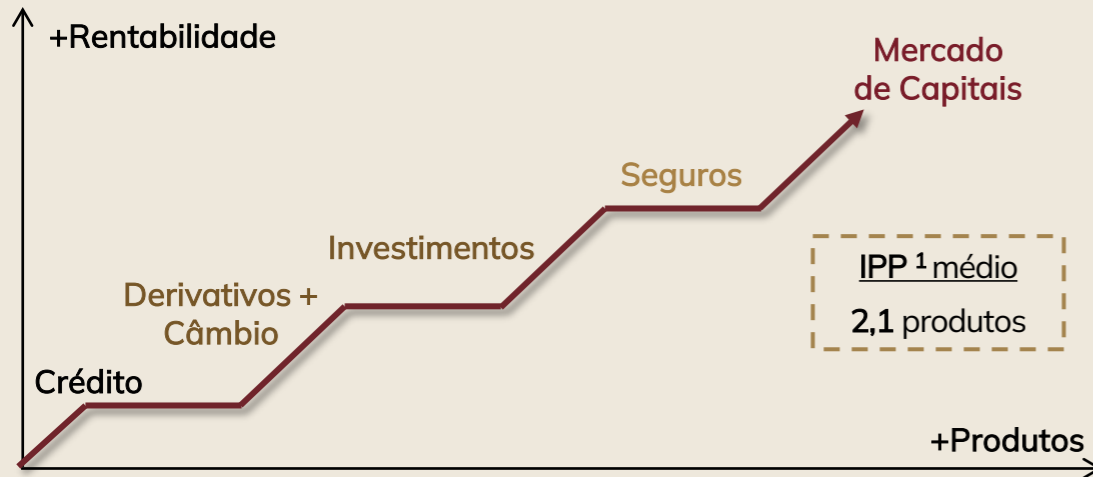 +Rentabilidade
Mercado
de Capitais
Seguros
Investimentos
Derivativos +
Câmbio
Crédito
IPP ¹ médio
2,1 produtos
+Produtos